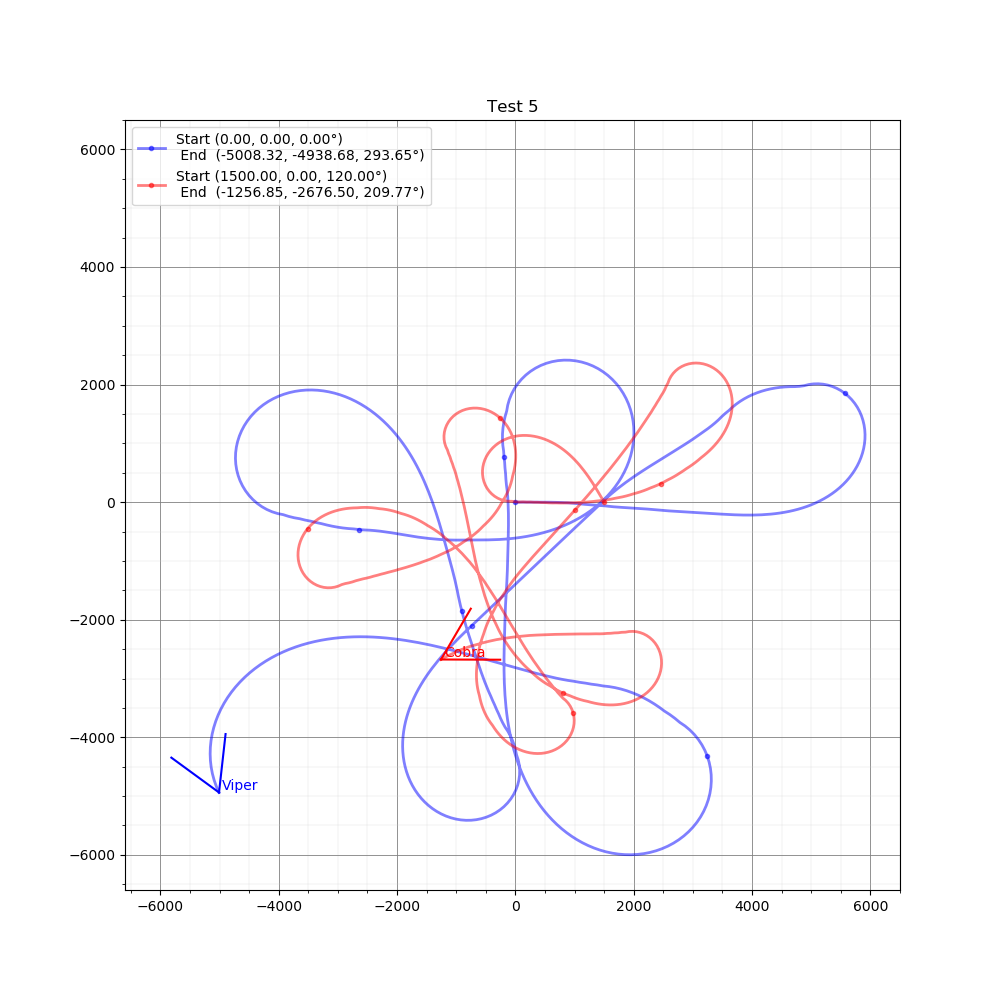 Test 5
Start (0.00, 0.00, 0.00°)
End (-5008.32, -4938.68, 293.65°)
Start (1500.00, 0.00, 120.00°)
End (-1256.85, -2676.50, 209.77°)
6000
4000
2000
0
−2000
−4000
−6000
Cobra
Viper
−6000 −4000 −2000 0 2000 4000 6000